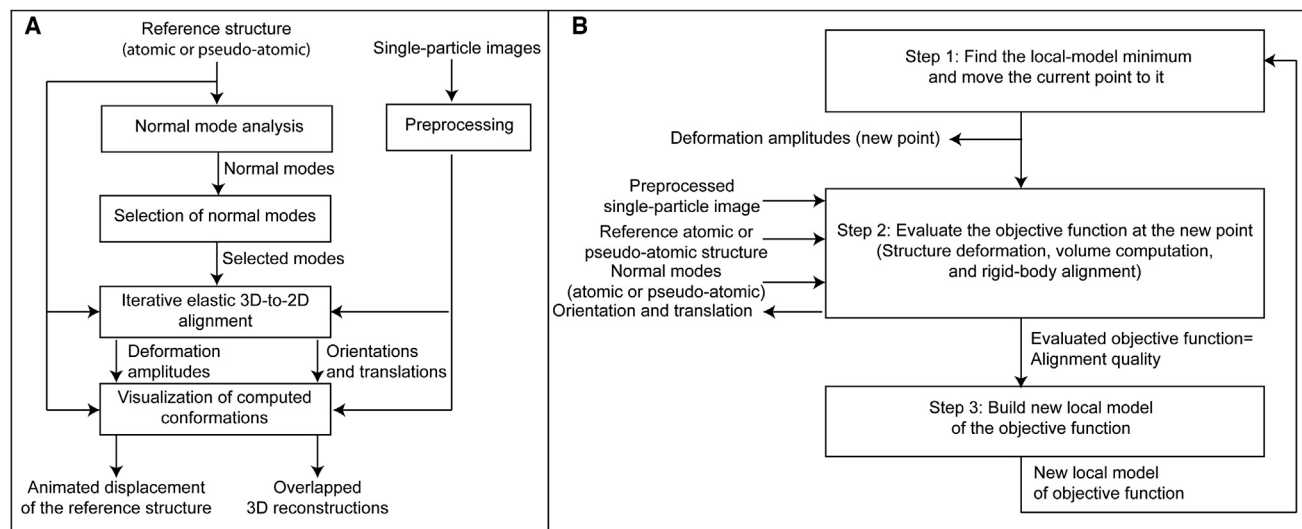 A
Reference structure
(atomic or pseudo-atomic)
Single-particle images
Normal mode analysis
Preprocessing
Normal modes
Selection of normal modes
Selected modes
Iterative elastic 3D-to-2D
alignment
Deformation
amplitudes
Orientations
and translations
Visualization of computed
conformations
Animated displacement
of the reference structure
Overlapped
3D reconstructions
B
Step 1: Find the local-model minimum
and move the current point to it
Deformation amplitudes (new point)
Preprocessed
single-particle image
Reference atomic or
pseudo-atomic structure
Normal modes
(atomic or pseudo-atomic)
Orientation and translation
Step 2: Evaluate the objective function at the new point
(Structure deformation, volume computation,
and rigid-body alignment)
Evaluated objective function=
Alignment quality
Step 3: Build new local model
of the objective function
New local model
of objective function